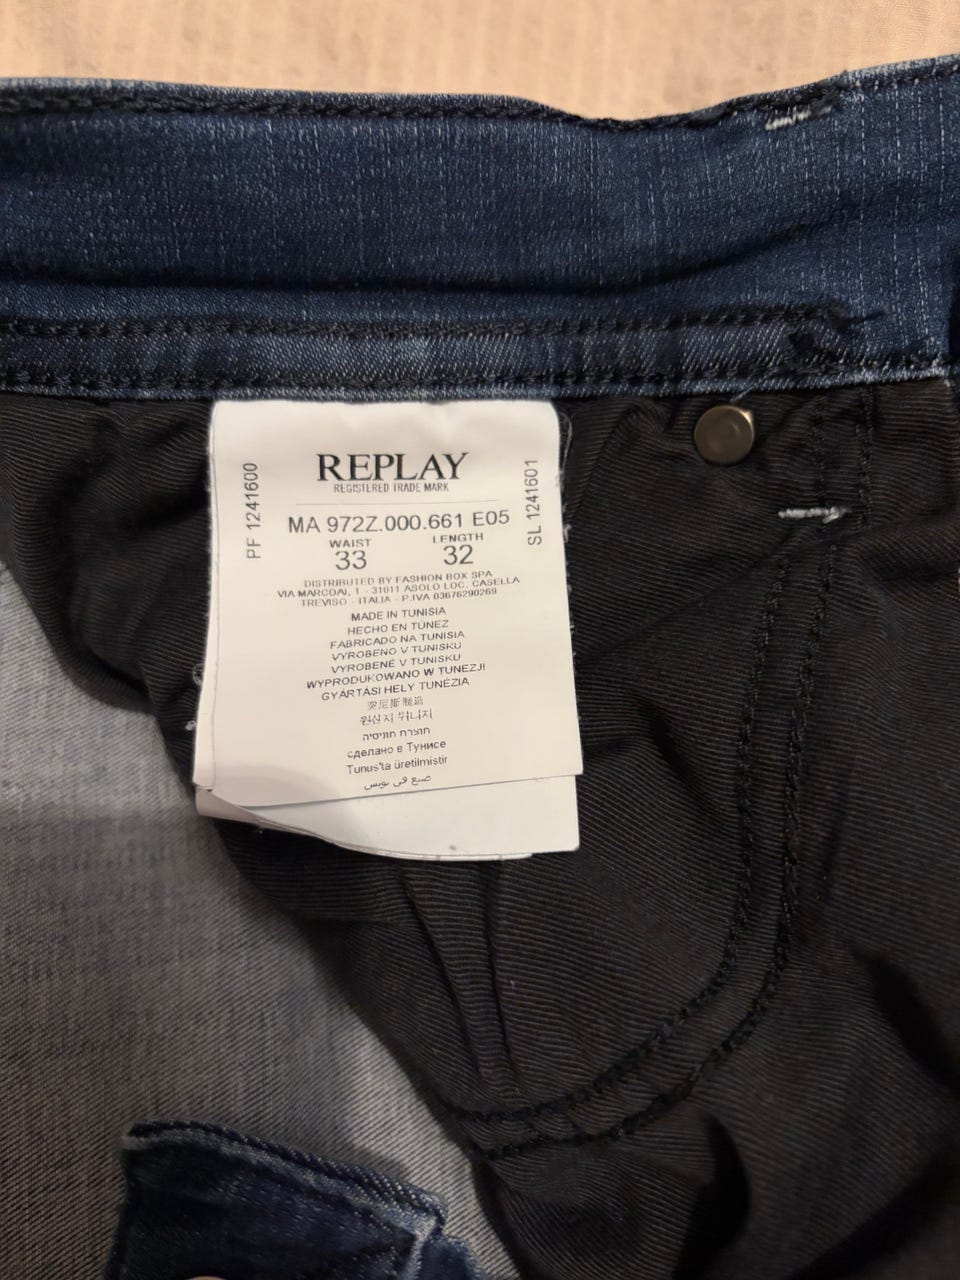 REPLAY
REGISTERED TRADE MARK
PF 1241600
SL 1241601
MA 972Z.000.661 E05
WAIST LENGTH
33 32
DISTRIBUTED BY FASHION BOX SPA
VIA MARCOAI, 1 - 31011 ASOLO LOC. CASELLA
TREVISO - ITALIA - P.IVA 03676290269
MADE IN TUNISIA
HECHO EN TÚNEZ
FABRICADO NA TUNISIA
VYROBENO V TUNISKU
VYROBENÉ V TUNISKU
WYPRODUKOWANO W TUNEZJI
GYÁRTÁSI HELY TUNÉZIA
突尼斯制造
원산지 튀니지
תוצרת תוניסיה
сделано в Тунисе
Tunus'ta üretilmiştir
صنع في تونس